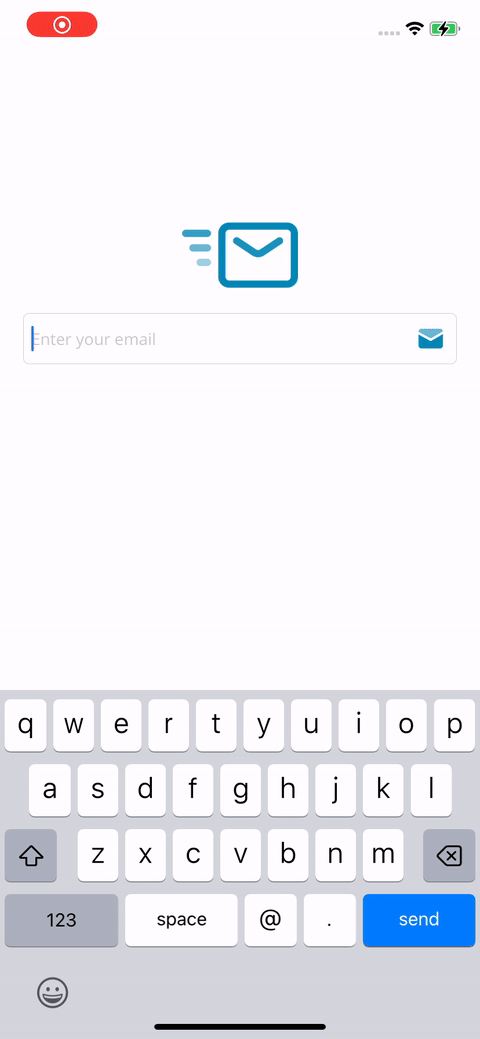 Enter your email
q w e r t y u i o p
a s d f g h j k l
z x c v b n m
123 space @ . send